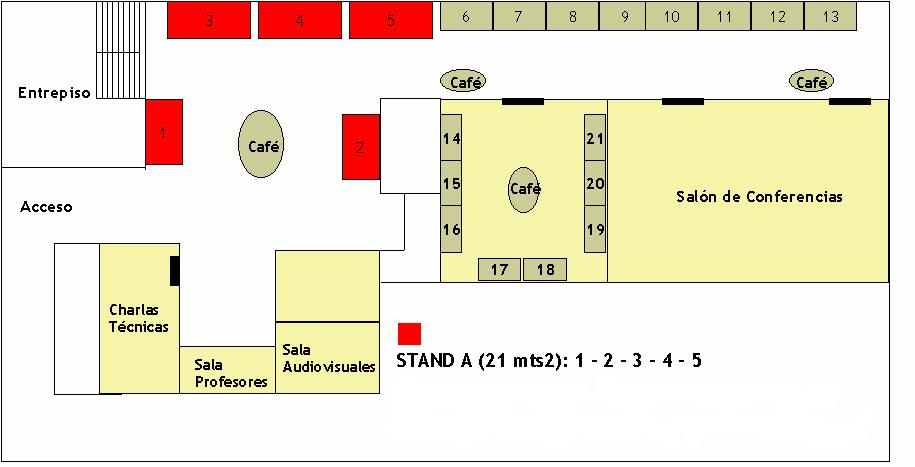 3 4 5 6 7 8 9 10 11 12 13
Entrepiso
Café Café
1 Café 2
14 21
15 Café 20
16 19
Salón de Conferencias
Acceso
17 18
Charlas
Técnicas
Sala
Profesores
Sala
Audiovisuales
STAND A (21 mts2): 1 - 2 - 3 - 4 - 5